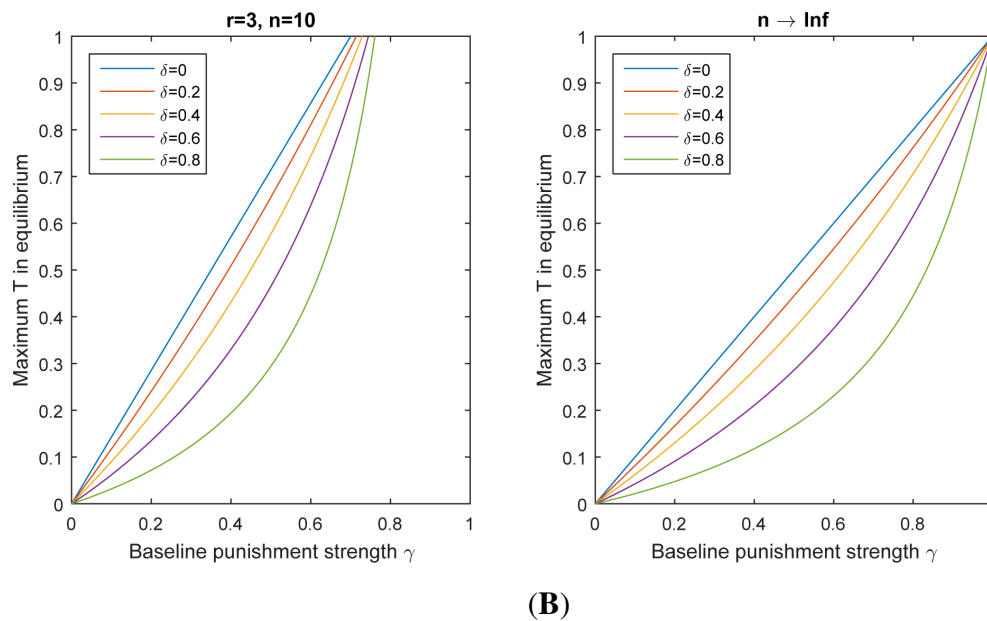 r=3, n=10
1
0.9
0.8
0.7
0.6
0.5
0.4
0.3
0.2
0.1
0
Maximum T in equilibrium
δ=0
δ=0.2
δ=0.4
δ=0.6
δ=0.8
0 0.2 0.4 0.6 0.8 1
Baseline punishment strength γ
n → Inf
1
0.9
0.8
0.7
0.6
0.5
0.4
0.3
0.2
0.1
0
Maximum T in equilibrium
δ=0
δ=0.2
δ=0.4
δ=0.6
δ=0.8
0 0.2 0.4 0.6 0.8
Baseline punishment strength γ
(B)